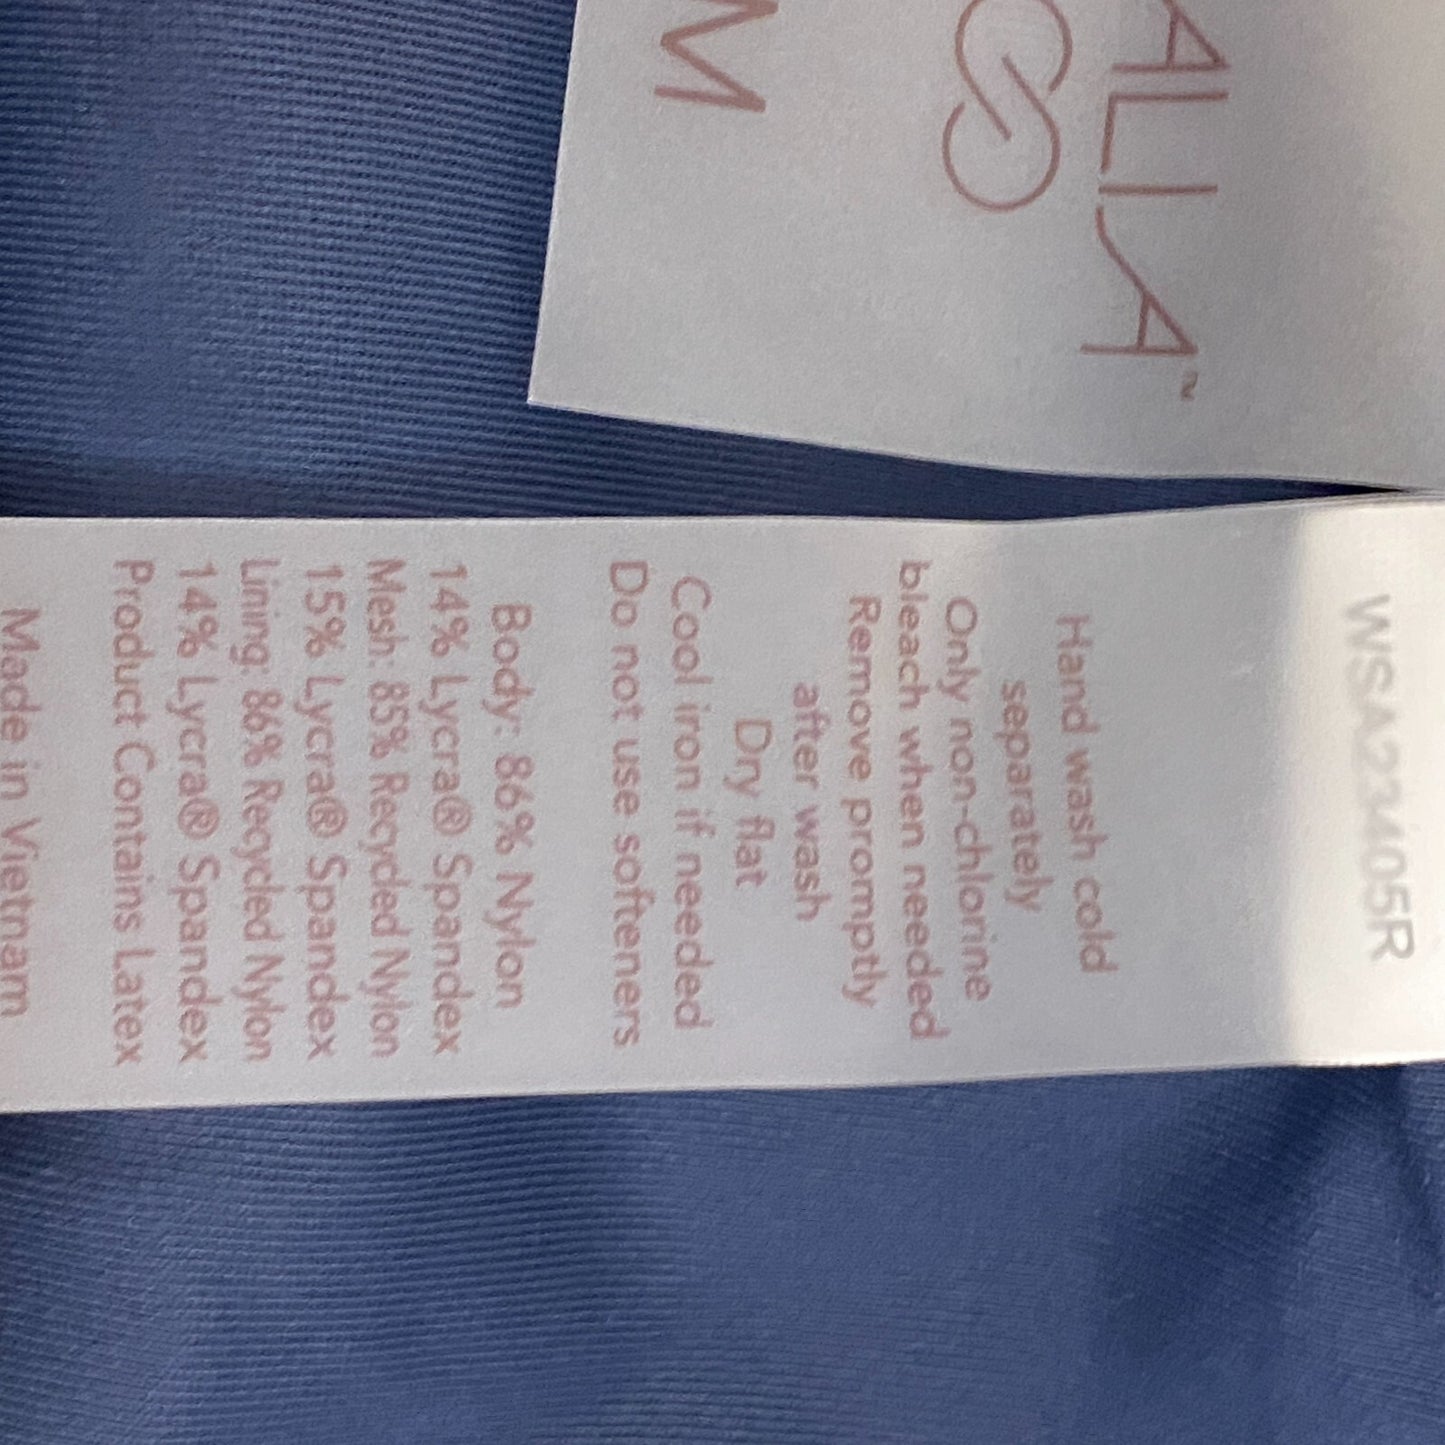 ALIA™
M
WSA23405R
Hand wash cold
separately
Only non-chlorine
bleach when needed
Remove promptly
after wash
Dry flat
Cool iron if needed
Do not use softeners
Body: 86% Nylon
14% Lycra® Spandex
Mesh: 85% Recycled Nylon
15% Lycra® Spandex
Lining: 86% Recycled Nylon
14% Lycra® Spandex
Product Contains Latex
Made in Vietnam